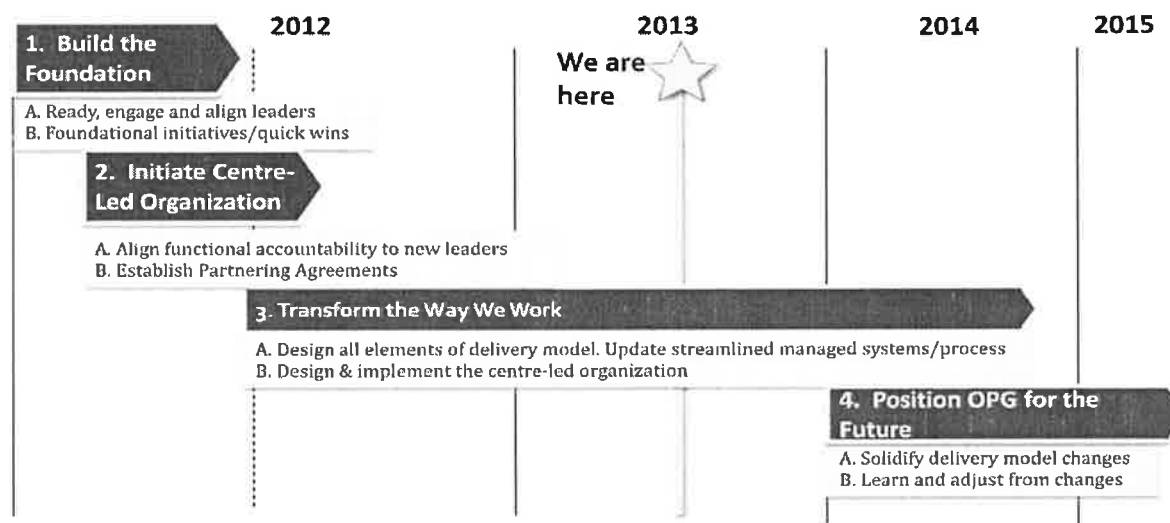 2012
2013
2014
2015
1. Build the
Foundation
We are
here
A. Ready, engage and align leaders
B. Foundational initiatives/quick wins
2. Initiate Centre-
Led Organization
A. Align functional accountability to new leaders
B. Establish Partnering Agreements
3. Transform the Way We Work
A. Design all elements of delivery model. Update streamlined managed systems/process
B. Design & implement the centre-led organization
4. Position OPG for the
Future
A. Solidify delivery model changes
B. Learn and adjust from changes